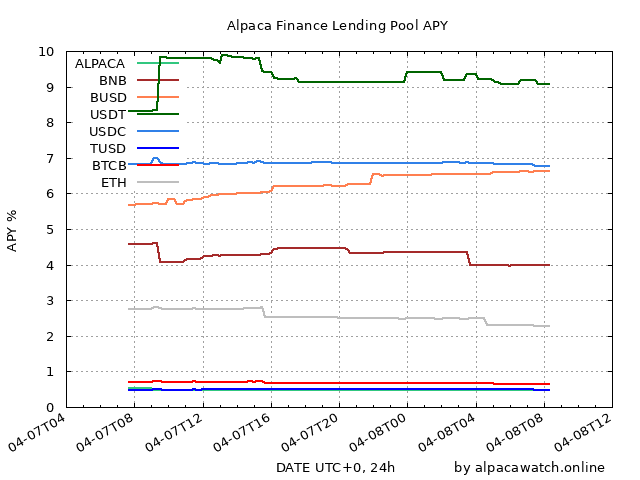 Alpaca Finance Lending Pool APY
10
9
8
7
6
5
4
3
2
1
0
APY %
ALPACA
BNB
BUSD
USDT
USDC
TUSD
BTCB
ETH
04-07T04
04-07T08
04-07T12
04-07T16
04-07T20
04-08T00
04-08T04
04-08T08
04-08T12
DATE UTC+0, 24h
by alpacawatch.online